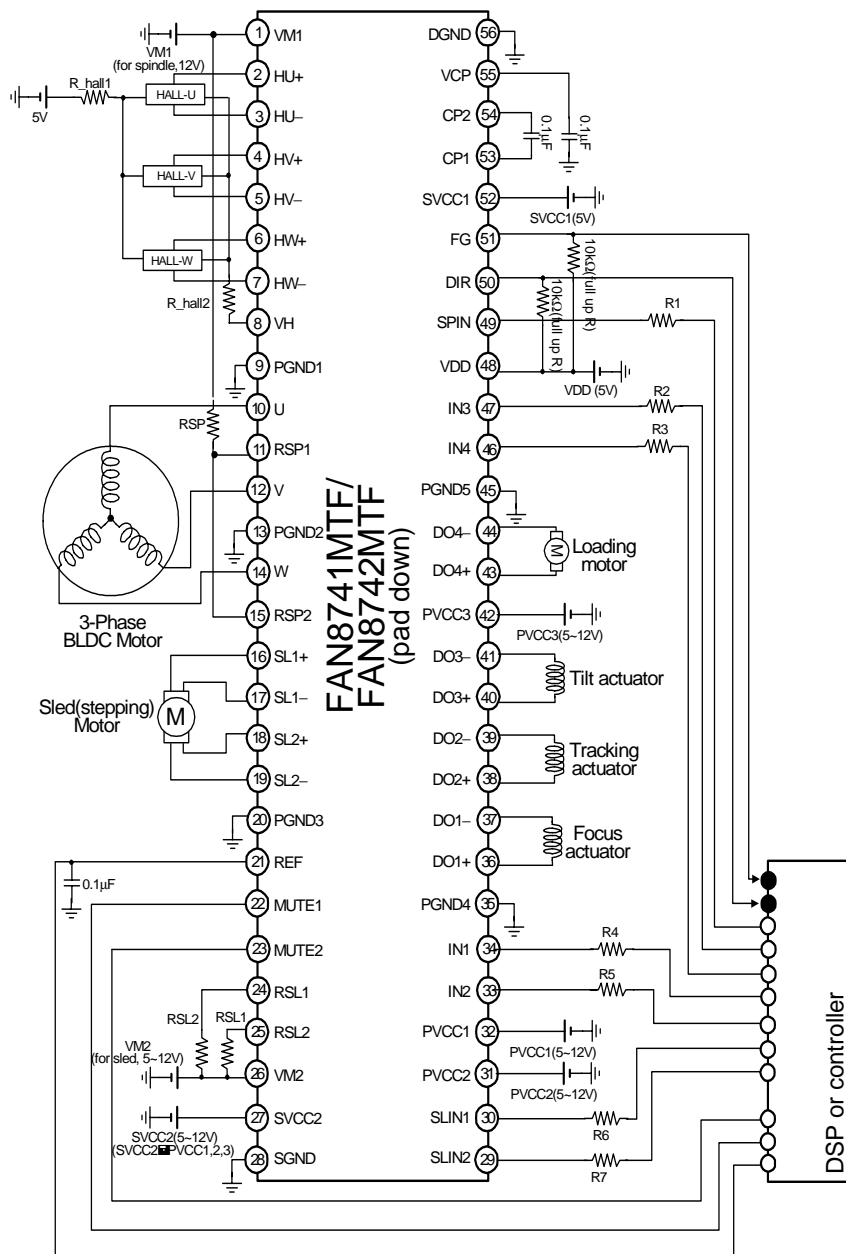 1 VM1
2 HU+
3 HU–
4 HV+
5 HV–
6 HW+
7 HW–
8 VH
9 PGND1
10 U
11 RSP1
12 V
13 PGND2
14 W
15 RSP2
16 SL1+
17 SL1–
18 SL2+
19 SL2–
20 PGND3
21 REF
22 MUTE1
23 MUTE2
24 RSL1
25 RSL2
26 VM2
27 SVCC2
28 SGND
DGND 56
VCP 55
CP2 54
CP1 53
SVCC1 52
FG 51
DIR 50
SPIN 49
VDD 48
IN3 47
IN4 46
PGND5 45
DO4– 44
DO4+ 43
PVCC3 42
DO3– 41
DO3+ 40
DO2– 39
DO2+ 38
DO1– 37
DO1+ 36
PGND4 35
IN1 34
IN2 33
PVCC1 32
PVCC2 31
SLIN1 30
SLIN2 29
VM1
(for spindle,12V)
R_hall1
5V
HALL-U
HALL-V
HALL-W
R_hall2
RSP
3-Phase
BLDC Motor
Sled(stepping)
Motor
M
0.1µF
RSL2
RSL1
VM2
(for sled, 5~12V)
SVCC2(5~12V)
(SVCC2 PVCC1,2,3)
FAN8741MTF/
FAN8742MTF
(pad down)
0.1µF
0.1µF
SVCC1(5V)
10kΩ(full up R)
10kΩ(full up R)
R1
VDD (5V)
R2
R3
M
Loading
motor
PVCC3(5~12V)
Tilt actuator
Tracking
actuator
Focus
actuator
R4
R5
PVCC1(5~12V)
PVCC2(5~12V)
R6
R7
DSP or controller